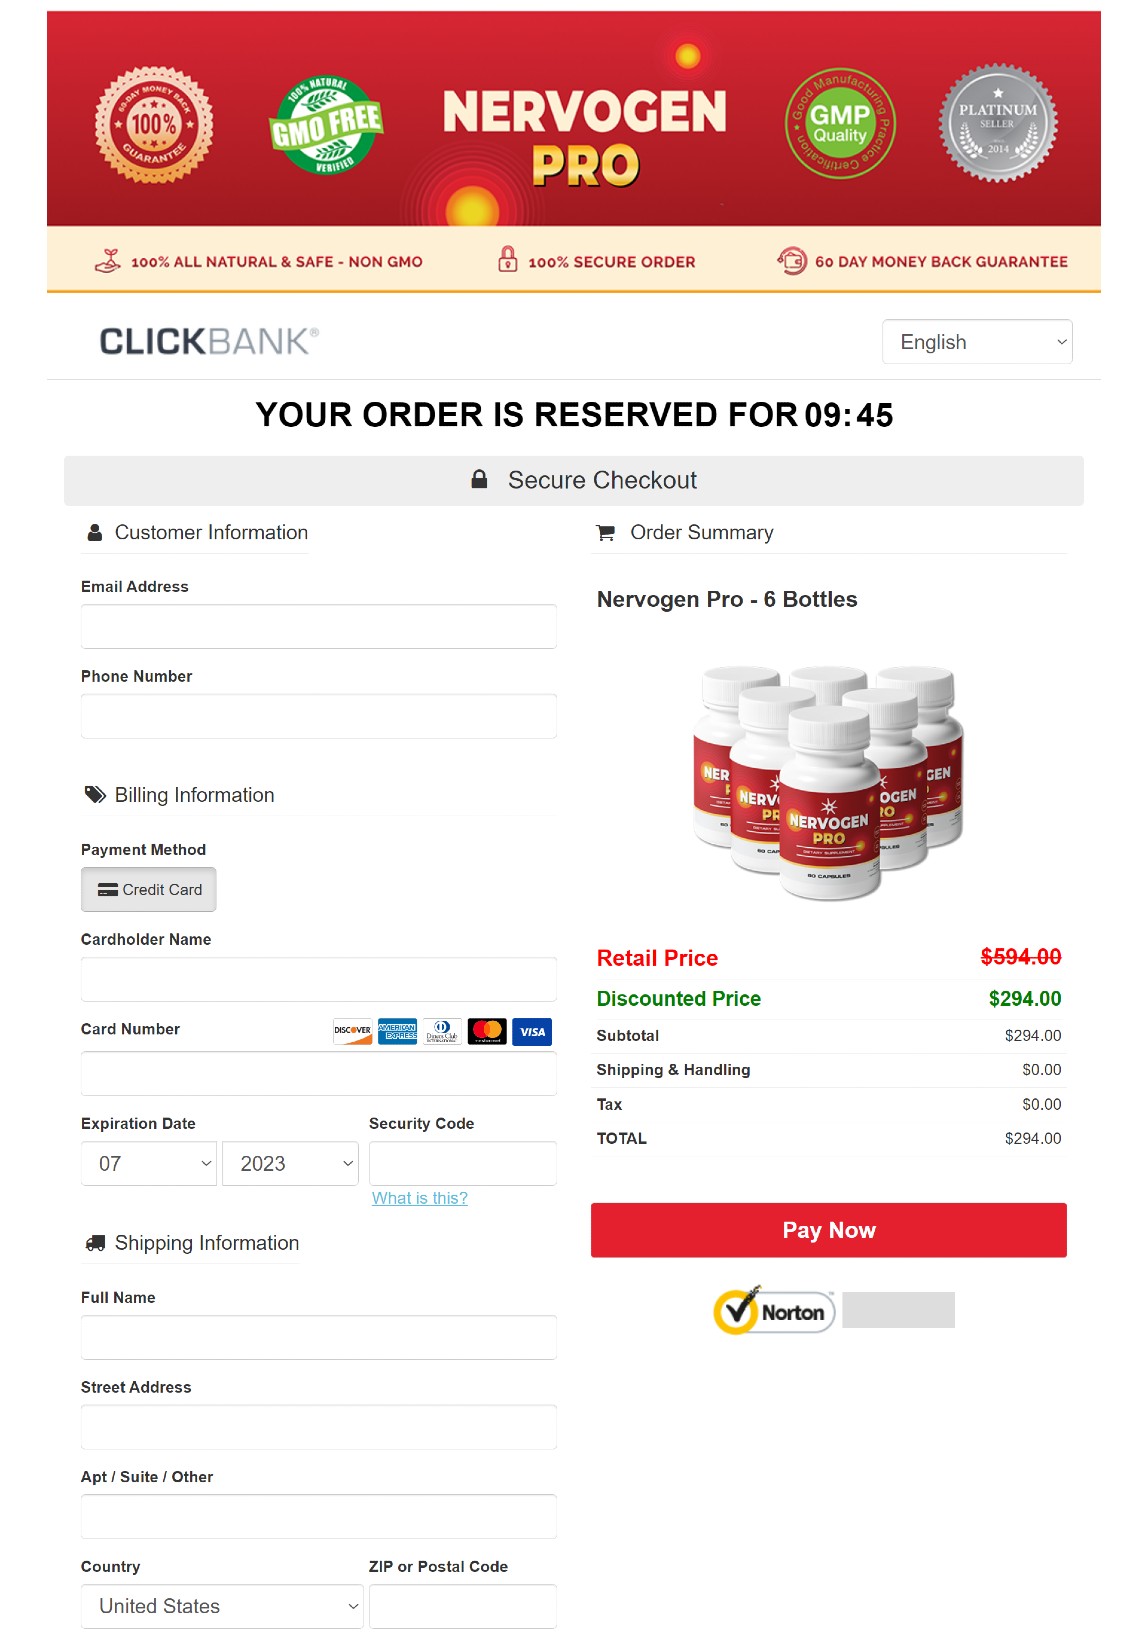 60-DAY MONEY BACK
100%
GUARANTEE
100% NATURAL
GMO FREE
VERIFIED
NERVOGEN
PRO
Good Manufacturing
GMP
Quality
Practice Certification
PLATINUM
SELLER
2014
100% ALL NATURAL & SAFE - NON GMO
100% SECURE ORDER
60 DAY MONEY BACK GUARANTEE
CLICKBANK®
English
YOUR ORDER IS RESERVED FOR 09:45
Secure Checkout
Customer Information
Email Address
Phone Number
Billing Information
Payment Method
Credit Card
Cardholder Name
Card Number
DISCOVER
AMERICAN EXPRESS
Diners Club
INTERNATIONAL
mastercard
VISA
Expiration Date
Security Code
07
2023
What is this?
Shipping Information
Full Name
Street Address
Apt / Suite / Other
Country
ZIP or Postal Code
United States
Order Summary
Nervogen Pro - 6 Bottles
NERVOGEN
PRO
DIETARY SUPPLEMENT
60 CAPSULES
Retail Price $594.00
Discounted Price $294.00
Subtotal $294.00
Shipping & Handling $0.00
Tax $0.00
TOTAL $294.00
Pay Now
Norton